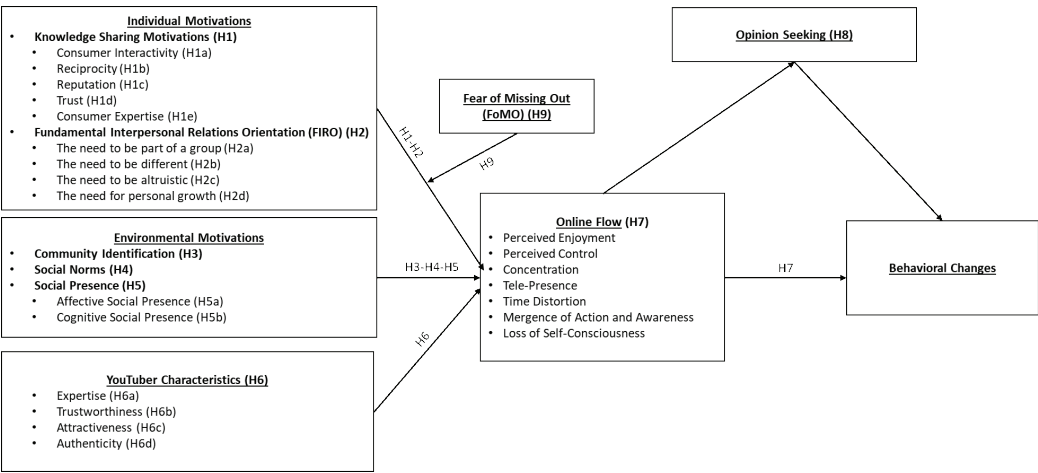 Individual Motivations
• Knowledge Sharing Motivations (H1)
• Consumer Interactivity (H1a)
• Reciprocity (H1b)
• Reputation (H1c)
• Trust (H1d)
• Consumer Expertise (H1e)
• Fundamental Interpersonal Relations Orientation (FIRO) (H2)
• The need to be part of a group (H2a)
• The need to be different (H2b)
• The need to be altruistic (H2c)
• The need for personal growth (H2d)
Environmental Motivations
• Community Identification (H3)
• Social Norms (H4)
• Social Presence (H5)
• Affective Social Presence (H5a)
• Cognitive Social Presence (H5b)
YouTuber Characteristics (H6)
• Expertise (H6a)
• Trustworthiness (H6b)
• Attractiveness (H6c)
• Authenticity (H6d)
H1-H2
H3-H4-H5
H6
Fear of Missing Out
(FoMO) (H9)
H9
Online Flow (H7)
• Perceived Enjoyment
• Perceived Control
• Concentration
• Tele-Presence
• Time Distortion
• Mergence of Action and Awareness
• Loss of Self-Consciousness
Opinion Seeking (H8)
H7
Behavioral Changes